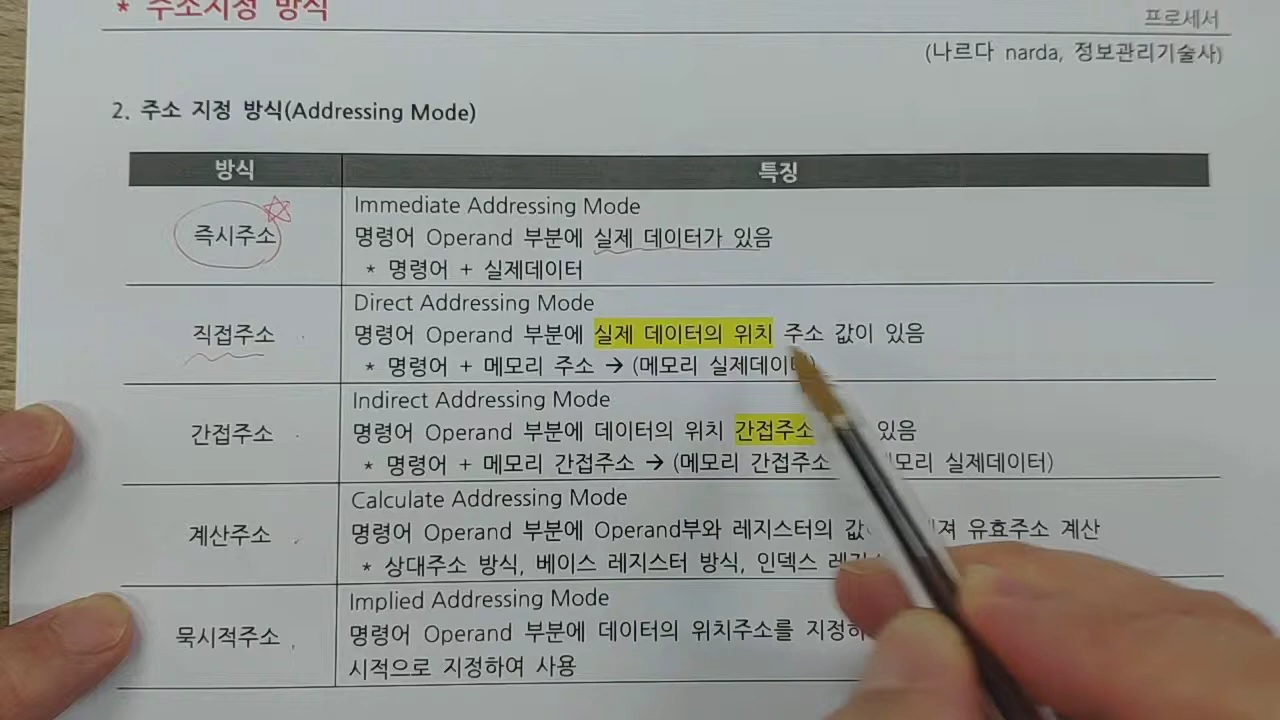 * 주소지정 방식
프로세서
(나르다 narda, 정보관리기술사)
2. 주소 지정 방식(Addressing Mode)
방식 특징
즉시주소
Immediate Addressing Mode
명령어 Operand 부분에 실제 데이터가 있음
* 명령어 + 실제데이터
직접주소
Direct Addressing Mode
명령어 Operand 부분에 실제 데이터의 위치 주소 값이 있음
* 명령어 + 메모리 주소 → (메모리 실제데이터)
간접주소
Indirect Addressing Mode
명령어 Operand 부분에 데이터의 위치 간접주소 있음
* 명령어 + 메모리 간접주소 → (메모리 간접주소 모리 실제데이터)
계산주소
Calculate Addressing Mode
명령어 Operand 부분에 Operand부와 레지스터의 값 져 유효주소 계산
* 상대주소 방식, 베이스 레지스터 방식, 인덱스
묵시적주소
Implied Addressing Mode
명령어 Operand 부분에 데이터의 위치주소를
시적으로 지정하여 사용